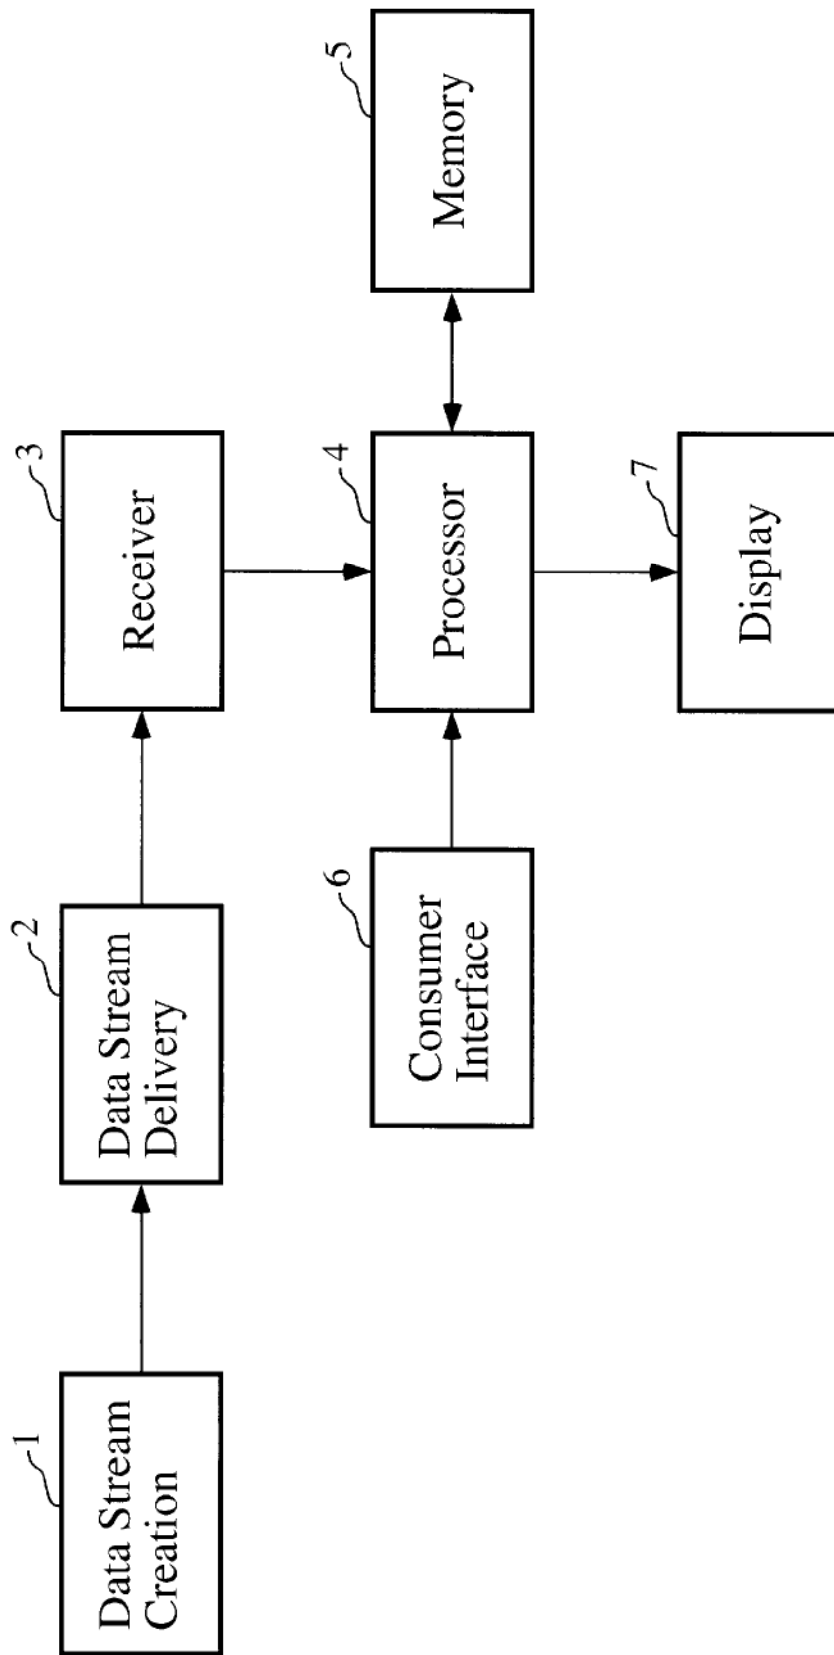 1
Data Stream
Creation
2
Data Stream
Delivery
3
Receiver
6
Consumer
Interface
4
Processor
5
Memory
7
Display